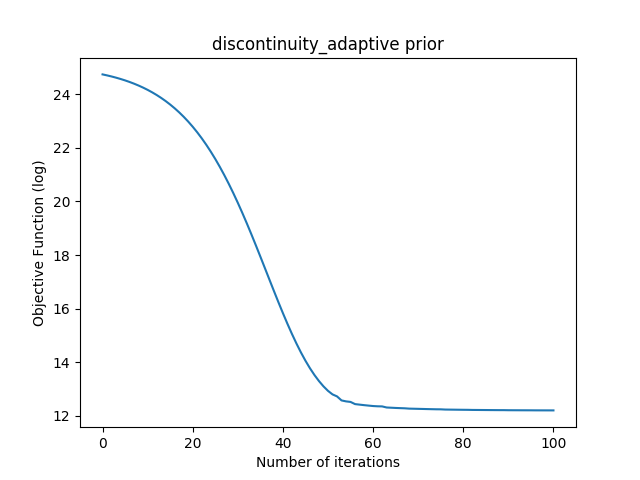 discontinuity_adaptive prior
Objective Function (log)
24
22
20
18
16
14
12
0 20 40 60 80 100
Number of iterations